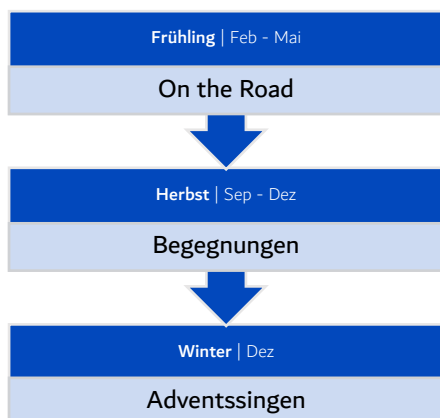 Frühling | Feb - Mai
On the Road
Herbst | Sep - Dez
Begegnungen
Winter | Dez
Adventssingen